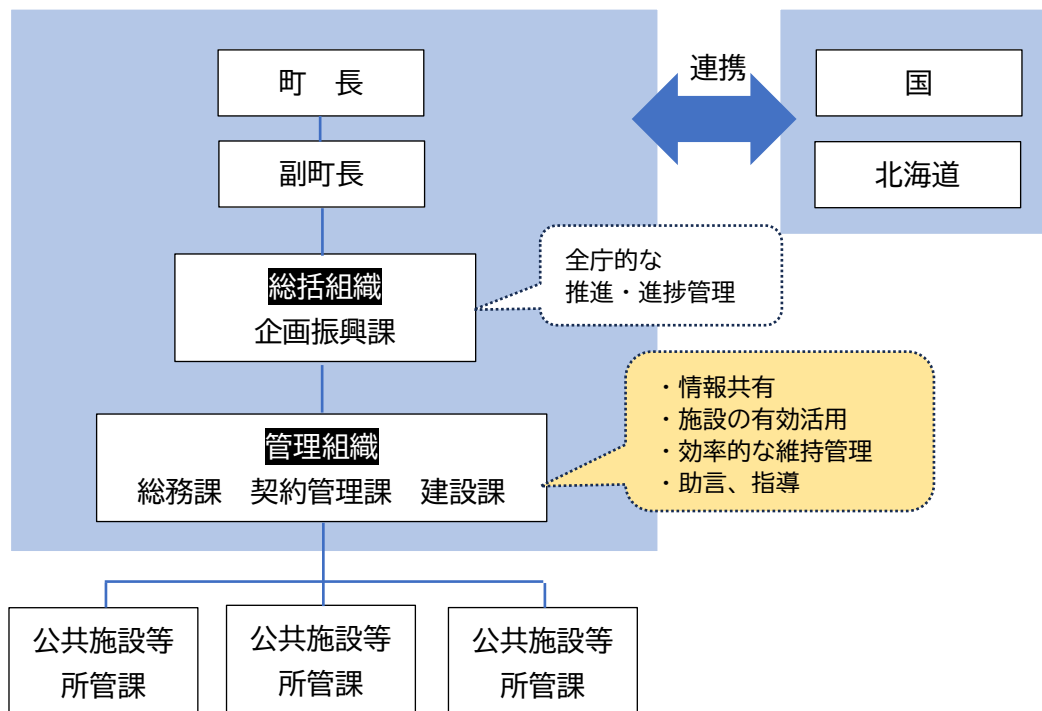 町　長
副町長
総括組織
企画振興課
全庁的な
推進・進捗管理
管理組織
総務課　契約管理課　建設課
・情報共有
・施設の有効活用
・効率的な維持管理
・助言、指導
公共施設等
所管課
公共施設等
所管課
公共施設等
所管課
連携
国
北海道